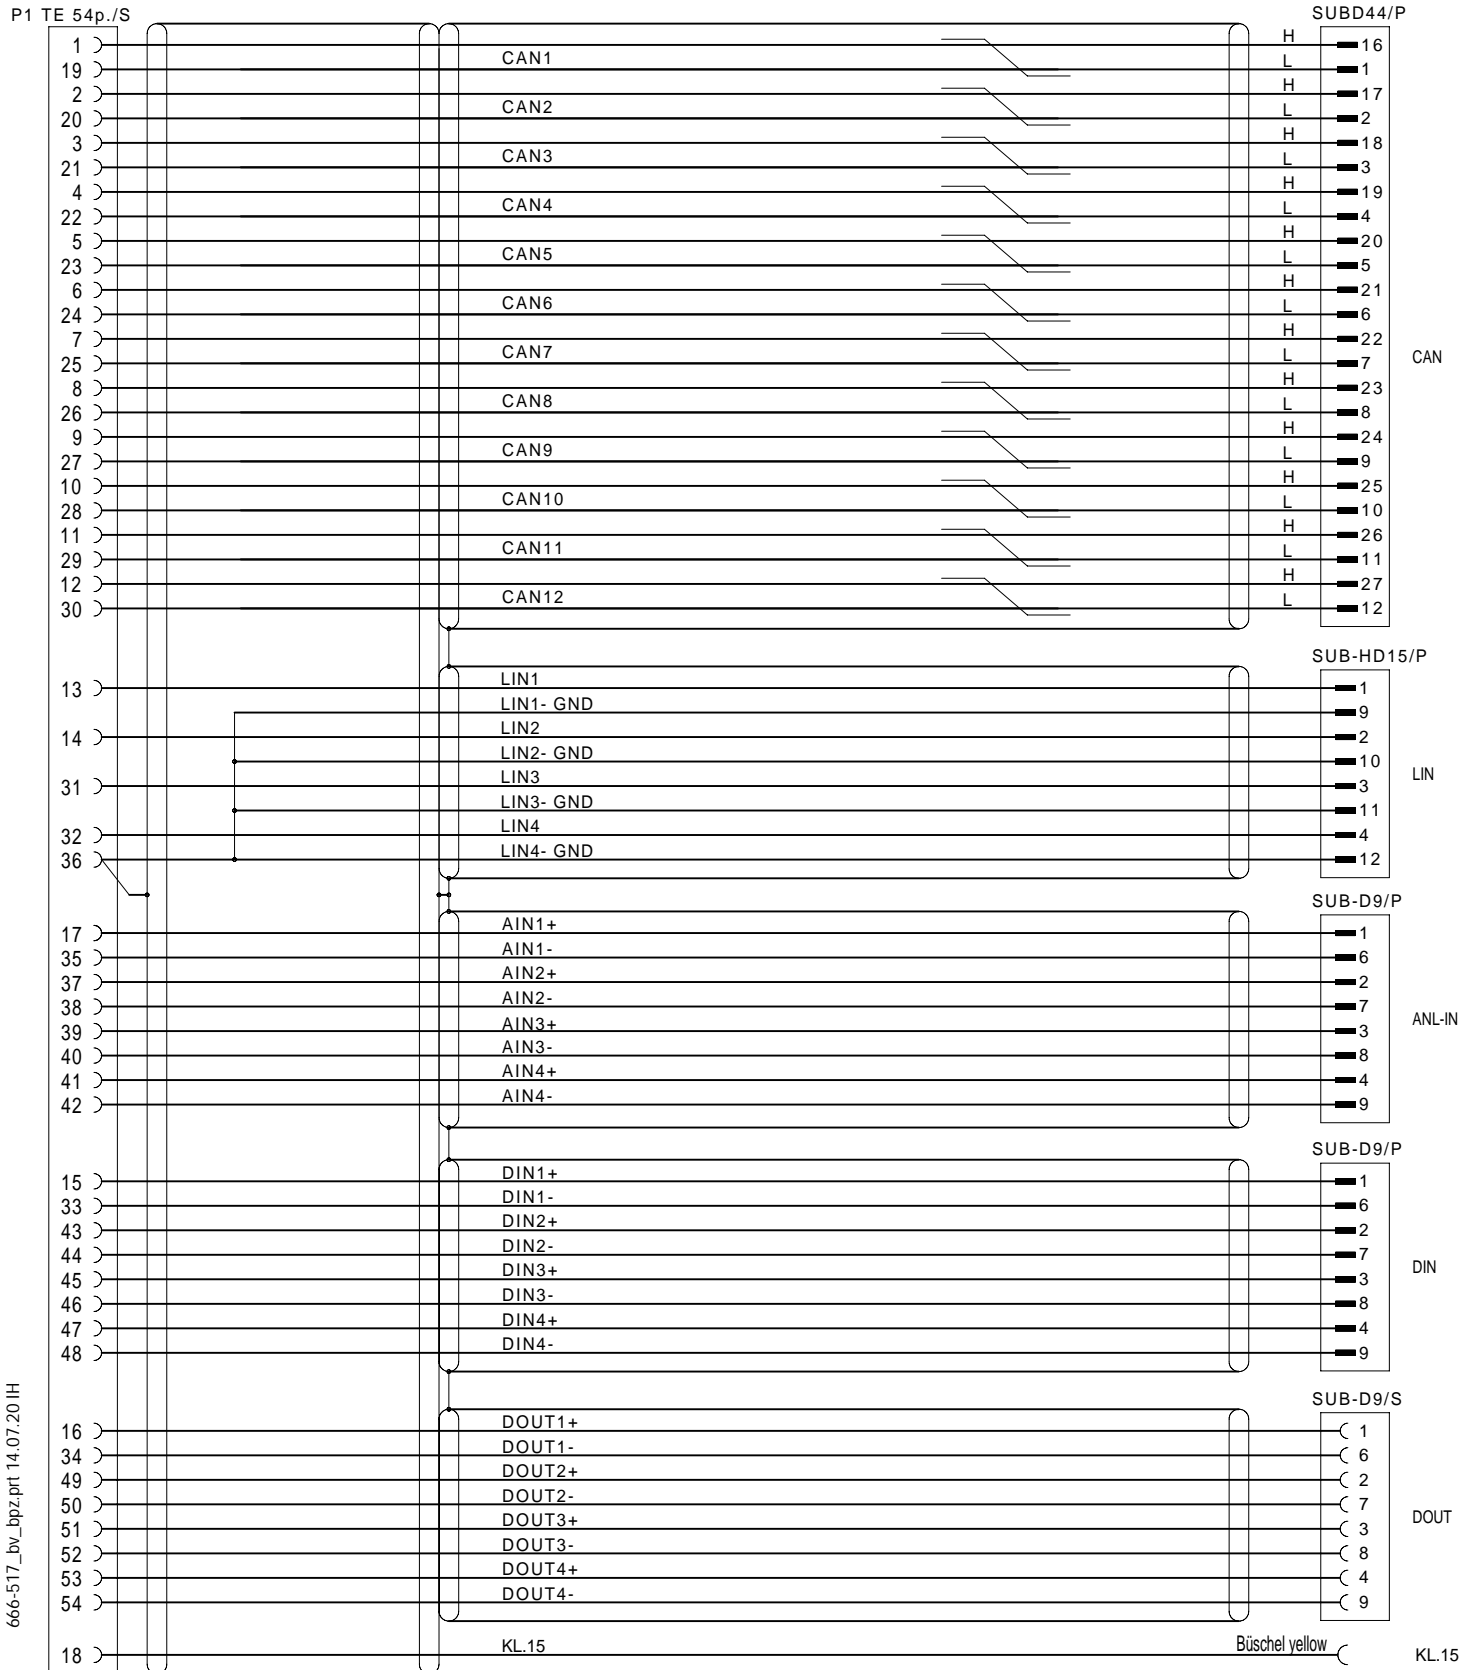 P1 TE 54p./S SUBD44/P
1 H 16
CAN1
19 L 1
2 H 17
CAN2
20 L 2
3 H 18
CAN3
21 L 3
4 H 19
CAN4
22 L 4
5 H 20
CAN5
23 L 5
6 H 21
CAN6
24 L 6
7 H 22
CAN7 CAN
25 L 7
8 H 23
CAN8
26 L 8
9 H 24
CAN9
27 L 9
10 H 25
CAN10
28 L 10
11 H 26
CAN11
29 L 11
12 H 27
CAN12
30 L 12
SUB-HD15/P
13 LIN1 1
LIN1- GND 9
14 LIN2 2
LIN2- GND 10
LIN
31 LIN3 3
LIN3- GND 11
32 LIN4 4
36 LIN4- GND 12
SUB-D9/P
17 AIN1+ 1
35 AIN1- 6
37 AIN2+ 2
38 AIN2- 7
ANL-IN
39 AIN3+ 3
40 AIN3- 8
41 AIN4+ 4
42 AIN4- 9
SUB-D9/P
15 DIN1+ 1
33 DIN1- 6
43 DIN2+ 2
44 DIN2- 7
DIN
45 DIN3+ 3
46 DIN3- 8
47 DIN4+ 4
48 DIN4- 9
SUB-D9/S
16 DOUT1+ 1
34 DOUT1- 6
49 DOUT2+ 2
50 DOUT2- 7
DOUT
51 DOUT3+ 3
52 DOUT3- 8
53 DOUT4+ 4
54 DOUT4- 9
18 KL.15 Büschel yellow KL.15
666-517_bv_bpz.prt 14.07.20 IH